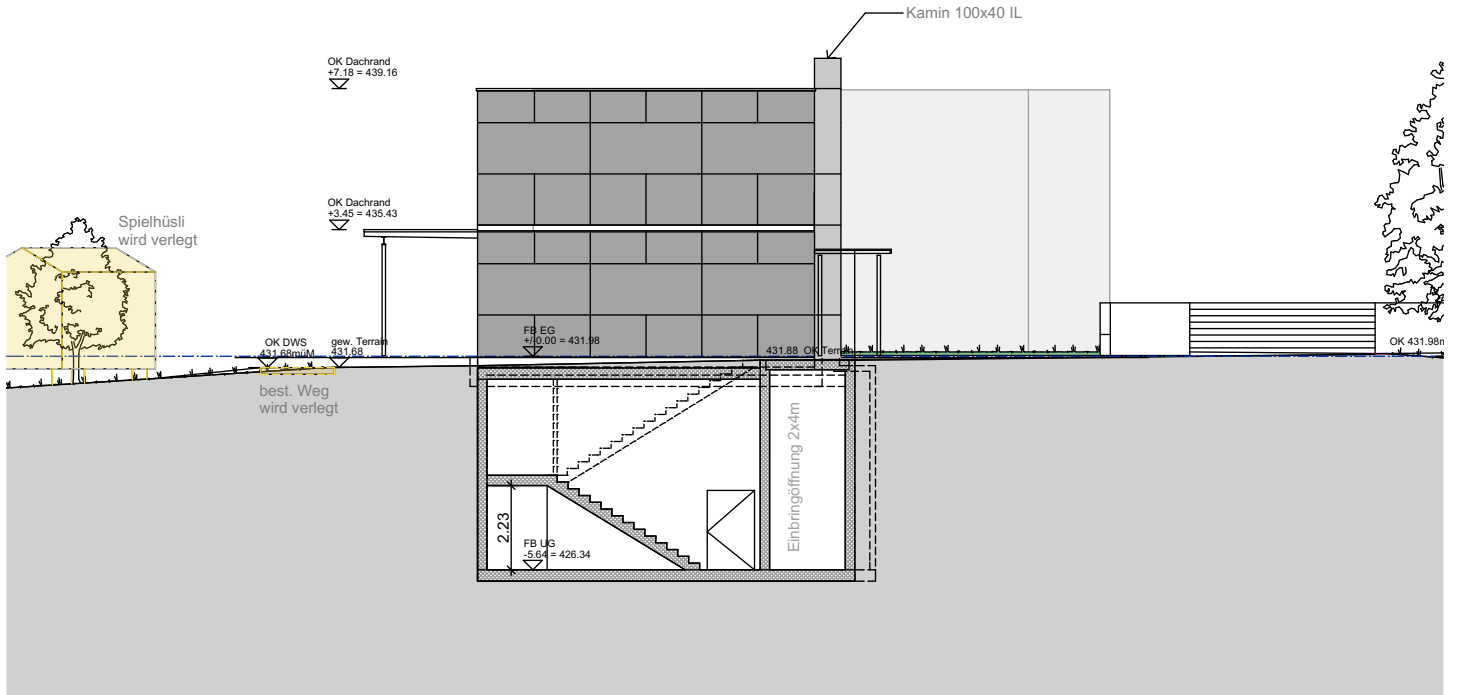 Kamin 100x40 IL
OK Dachrand
+7.18 = 439.16
OK Dachrand
+3.45 = 435.43
Spielhüsli
wird verlegt
FB EG
+/-0.00 = 431.98
OK DWS
431.68müM
gew. Terrain
431.68
431.88 OK Terrain
OK 431.98m
best. Weg
wird verlegt
Einbringöffnung 2x4m
2.23
FB UG
-5.64 = 426.34